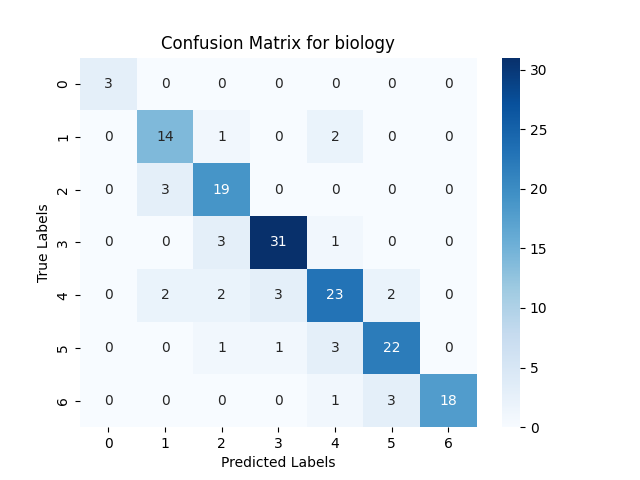 Confusion Matrix for biology
0 3 0 0 0 0 0 0
1 0 14 1 0 2 0 0
2 0 3 19 0 0 0 0
3 0 0 3 31 1 0 0
4 0 2 2 3 23 2 0
5 0 0 1 1 3 22 0
6 0 0 0 0 1 3 18
0 1 2 3 4 5 6
True Labels
Predicted Labels
30
25
20
15
10
5
0